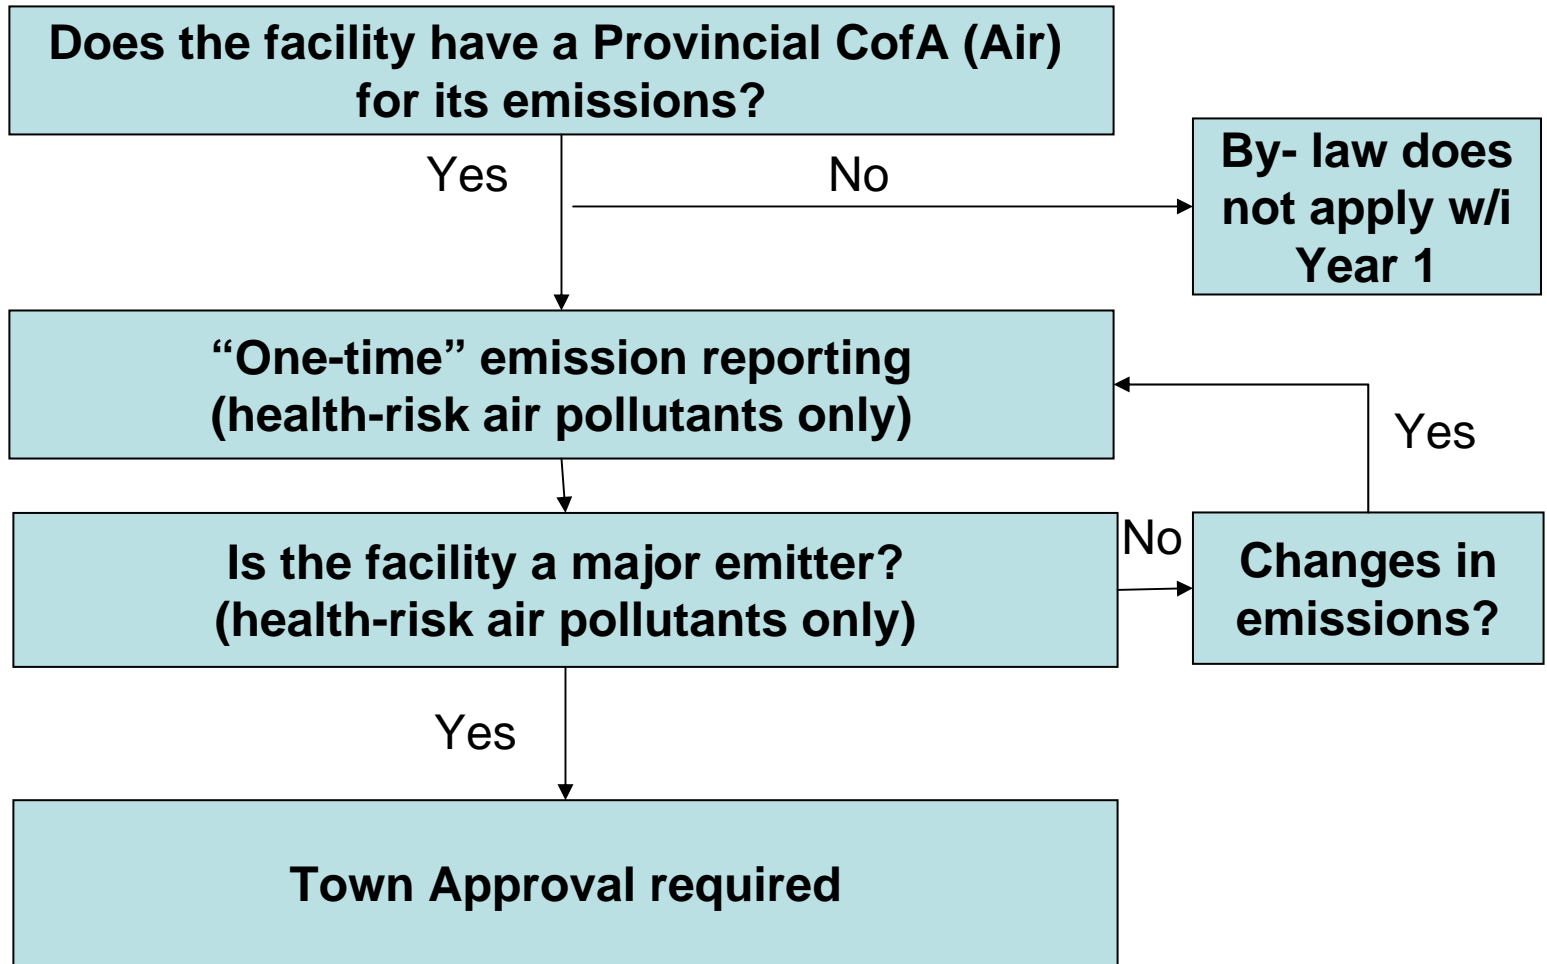 Does the facility have a Provincial CofA (Air)
for its emissions?
Yes
No
By- law does
not apply w/i
Year 1
“One-time” emission reporting
(health-risk air pollutants only)
Yes
Is the facility a major emitter?
(health-risk air pollutants only)
No
Changes in
emissions?
Yes
Town Approval required